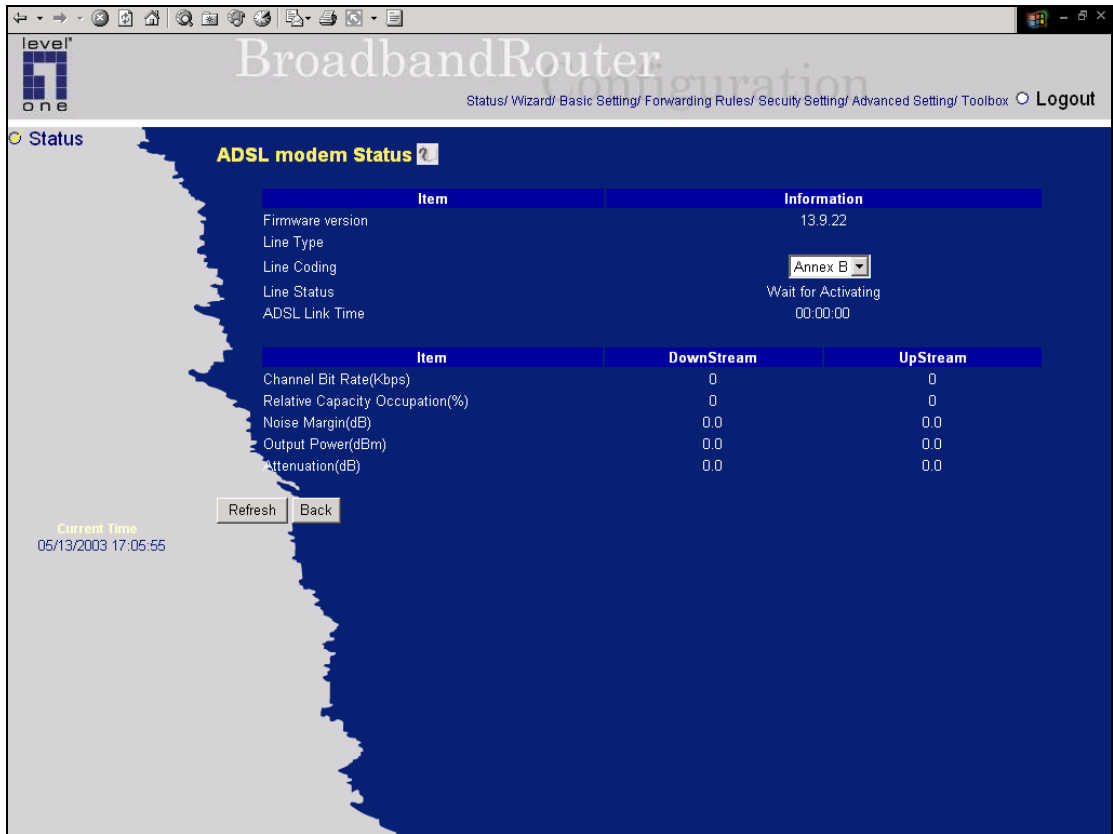 level
one
BroadbandRouter
Configuration
Status/ Wizard/ Basic Setting/ Forwarding Rules/ Secuity Setting/ Advanced Setting/ Toolbox Logout
Status
ADSL modem Status
Item Information
Firmware version 13.9.22
Line Type
Line Coding Annex B
Line Status Wait for Activating
ADSL Link Time 00:00:00
Item DownStream UpStream
Channel Bit Rate(Kbps) 0 0
Relative Capacity Occupation(%) 0 0
Noise Margin(dB) 0.0 0.0
Output Power(dBm) 0.0 0.0
Attenuation(dB) 0.0 0.0
Refresh Back
Current Time
05/13/2003 17:05:55